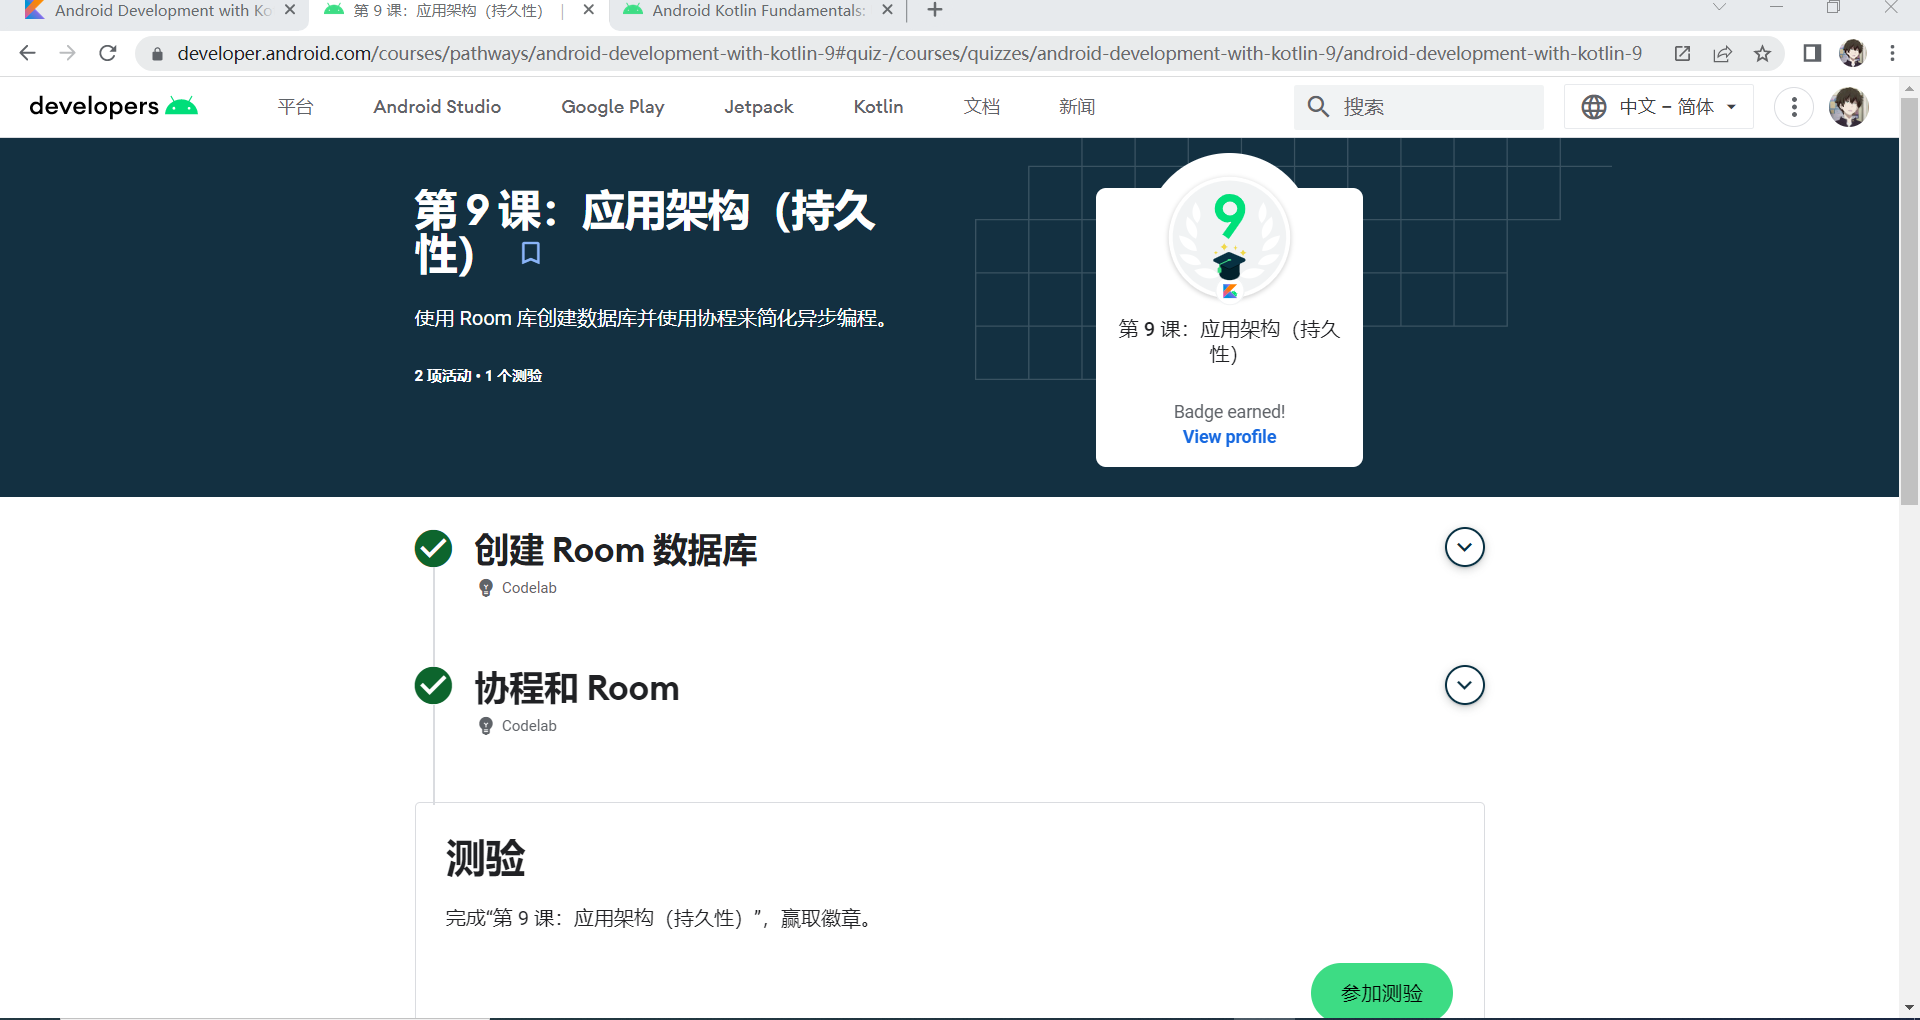 Android Development with Ko
第 9 课：应用架构（持久性） |
Android Kotlin Fundamentals:
developer.android.com/courses/pathways/android-development-with-kotlin-9#quiz-/courses/quizzes/android-development-with-kotlin-9/android-development-with-kotlin-9
developers
平台
Android Studio
Google Play
Jetpack
Kotlin
文档
新闻
搜索
中文 – 简体
第 9 课：应用架构（持久
性）
使用 Room 库创建数据库并使用协程来简化异步编程。
2 项活动 • 1 个测验
9
第 9 课：应用架构（持久
性）
Badge earned!
View profile
创建 Room 数据库
Codelab
协程和 Room
Codelab
测验
完成“第 9 课：应用架构（持久性）”，赢取徽章。
参加测验